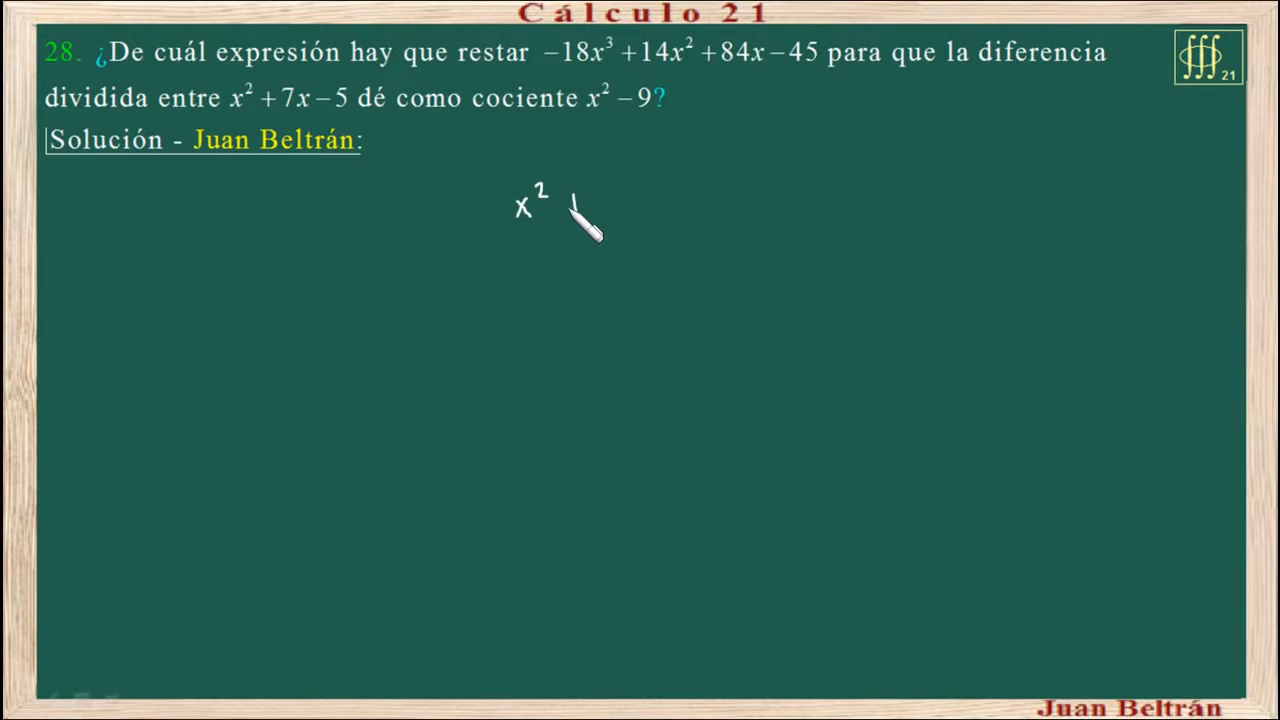 Cálculo 21
28. ¿De cuál expresión hay que restar −18x³ +14x² +84x−45 para que la diferencia
21
dividida entre x² +7x−5 dé como cociente x² −9?
Solución - Juan Beltrán:
x²
Juan Beltrán